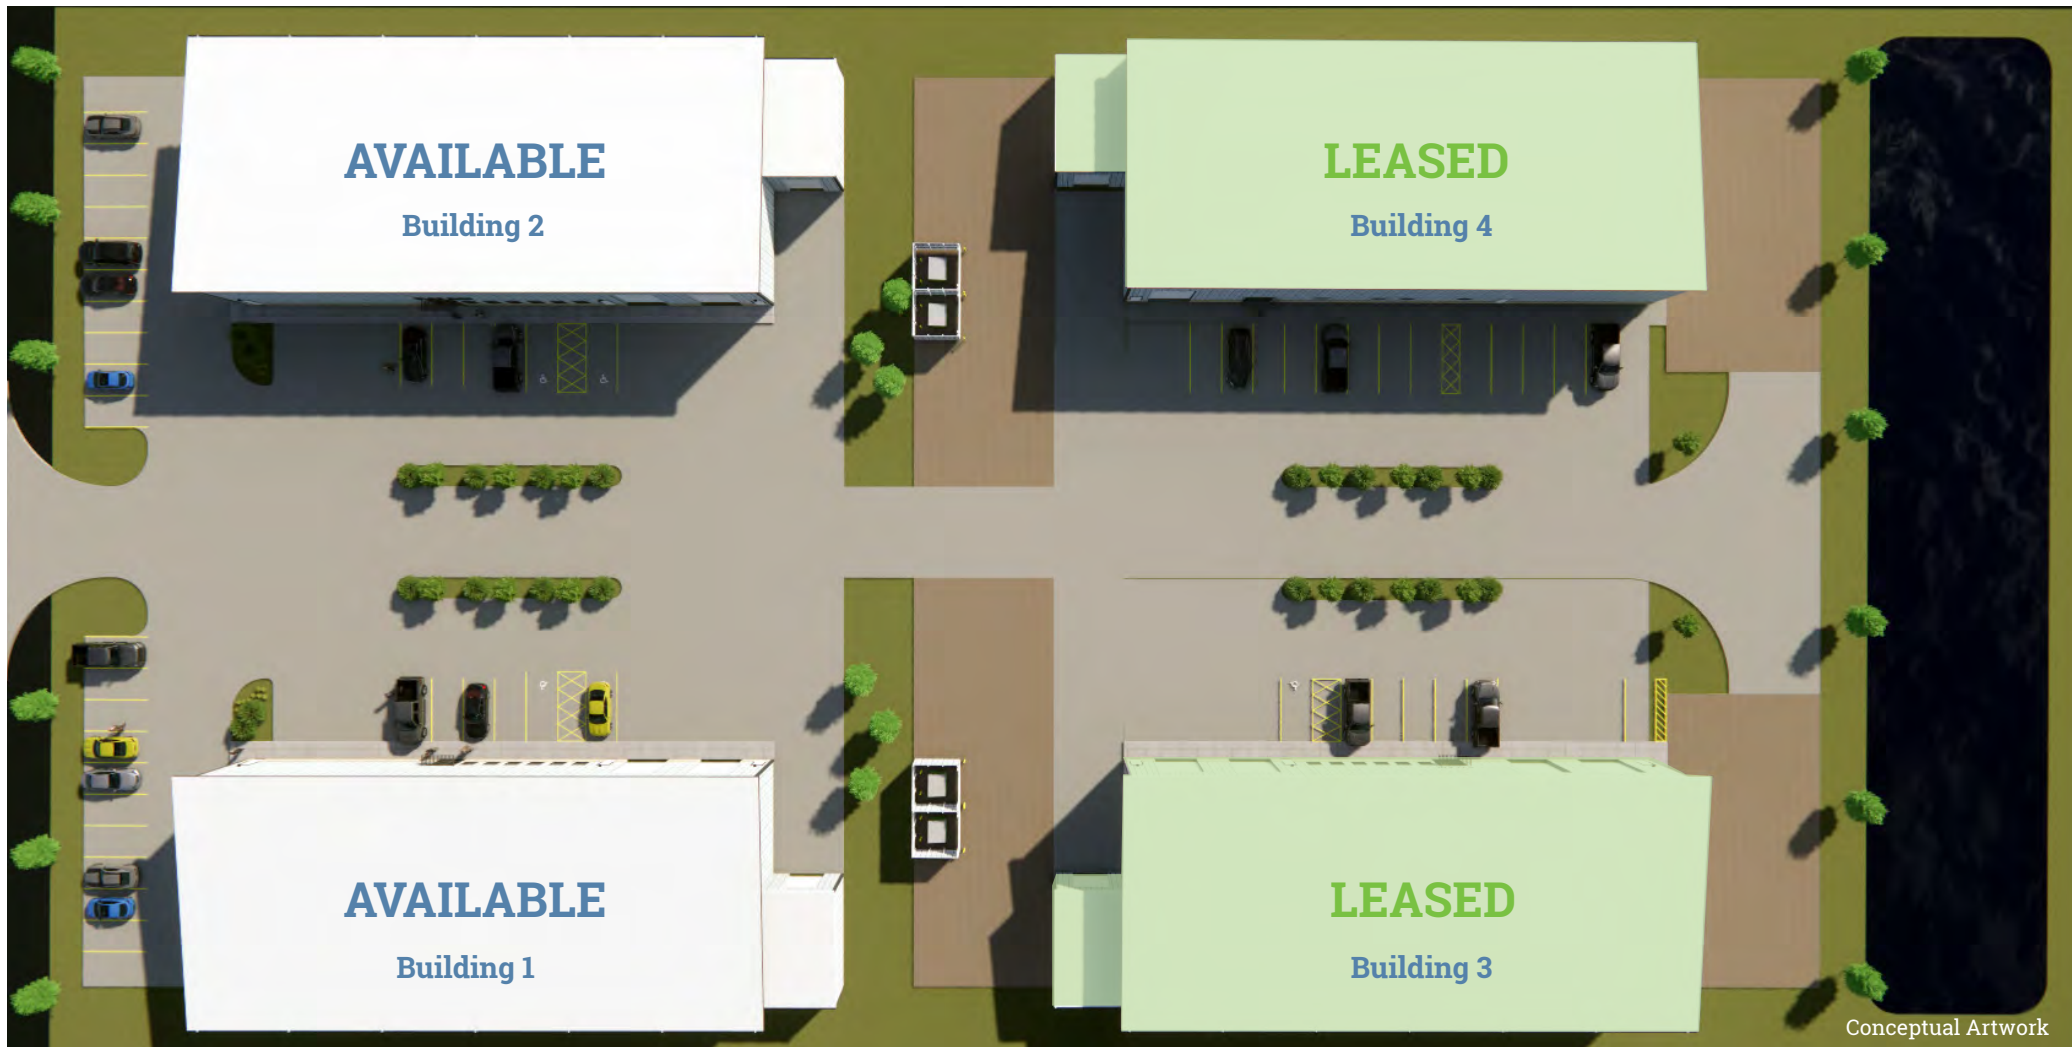 AVAILABLE
Building 2
LEASED
Building 4
AVAILABLE
Building 1
LEASED
Building 3
Conceptual Artwork